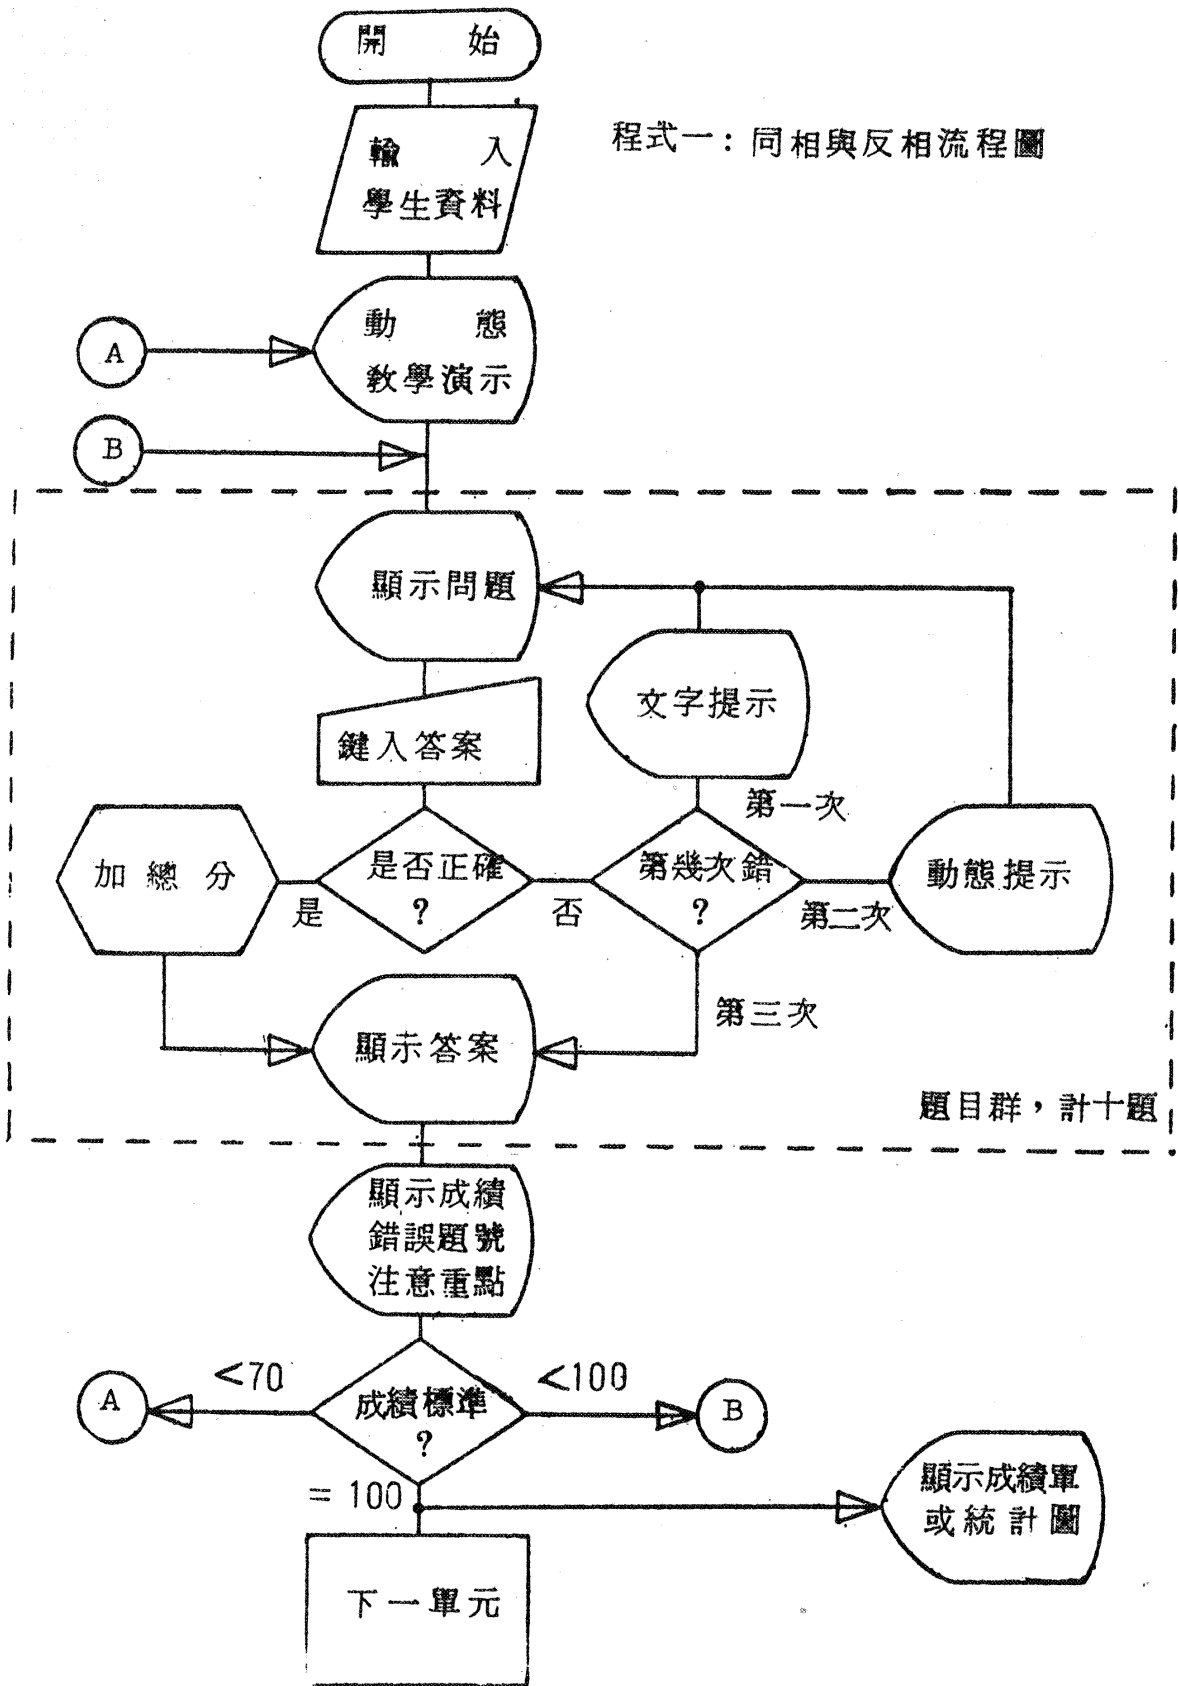 開始
程式一：同相與反相流程圖
輸入
學生資料
動態
教學演示
A
B
顯示問題
文字提示
鍵入答案
第一次
加總分
是否正確
？
第幾次錯
？
動態提示
是
否
第二次
第三次
顯示答案
題目群，計十題
顯示成績
錯誤題號
注意重點
<70
<100
A
成績標準
？
B
= 100
顯示成績單
或統計圖
下一單元